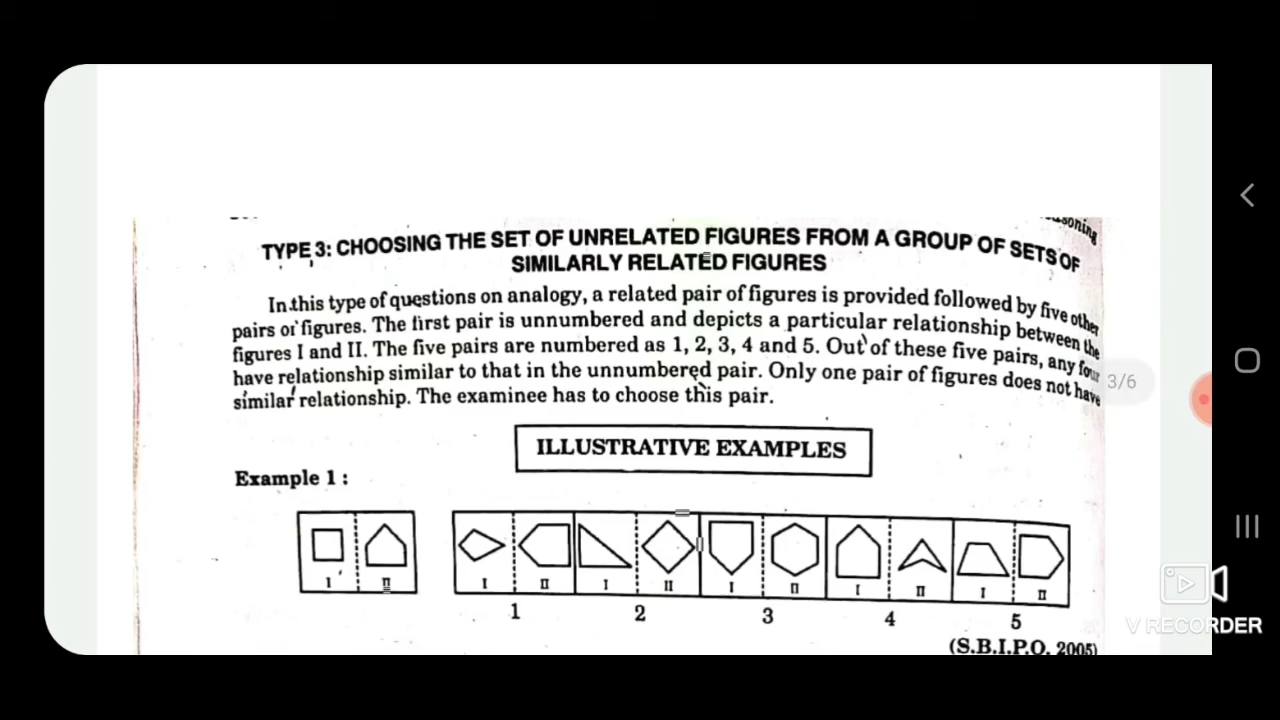 TYPE 3: CHOOSING THE SET OF UNRELATED FIGURES FROM A GROUP OF SETS OF
SIMILARLY RELATED FIGURES
In this type of questions on analogy, a related pair of figures is provided followed by five other
pairs of figures. The first pair is unnumbered and depicts a particular relationship between the
figures I and II. The five pairs are numbered as 1, 2, 3, 4 and 5. Out of these five pairs, any four
have relationship similar to that in the unnumbered pair. Only one pair of figures does not have
similar relationship. The examinee has to choose this pair.
3/6
ILLUSTRATIVE EXAMPLES
Example 1 :
I II I II I II I II I II I II
1 2 3 4 5
(S.B.I.P.O. 2005)
V RECORDER